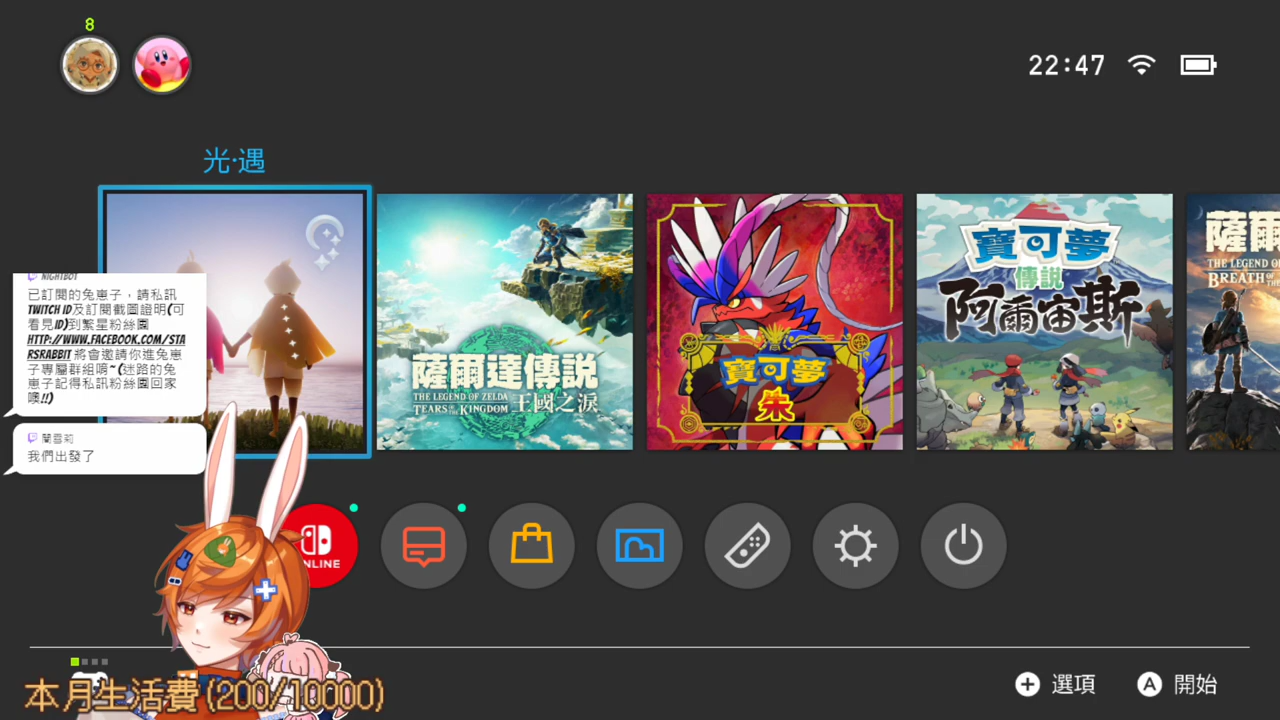 8
22:47
光·遇
薩爾達傳說
THE LEGEND OF ZELDA
TEARS OF THE KINGDOM 王國之淚
寶可夢
朱
寶可夢
傳說
阿爾宙斯
薩爾
THE LEGEND OF
BREATH OF THE
NIGHTBOT
已訂閱的兔崽子，請私訊
TWITCH ID及訂閱截圖證明(可
看見ID)到繁星粉絲團
HTTP://WWW.FACEBOOK.COM/STA
RSRABBIT 將會邀請你進兔崽
子專屬群組唷~(迷路的兔
崽子記得私訊粉絲團回家
噢!!)
蘭雪莉
我們出發了
NLINE
本月生活費(200/10000)
選項
A 開始